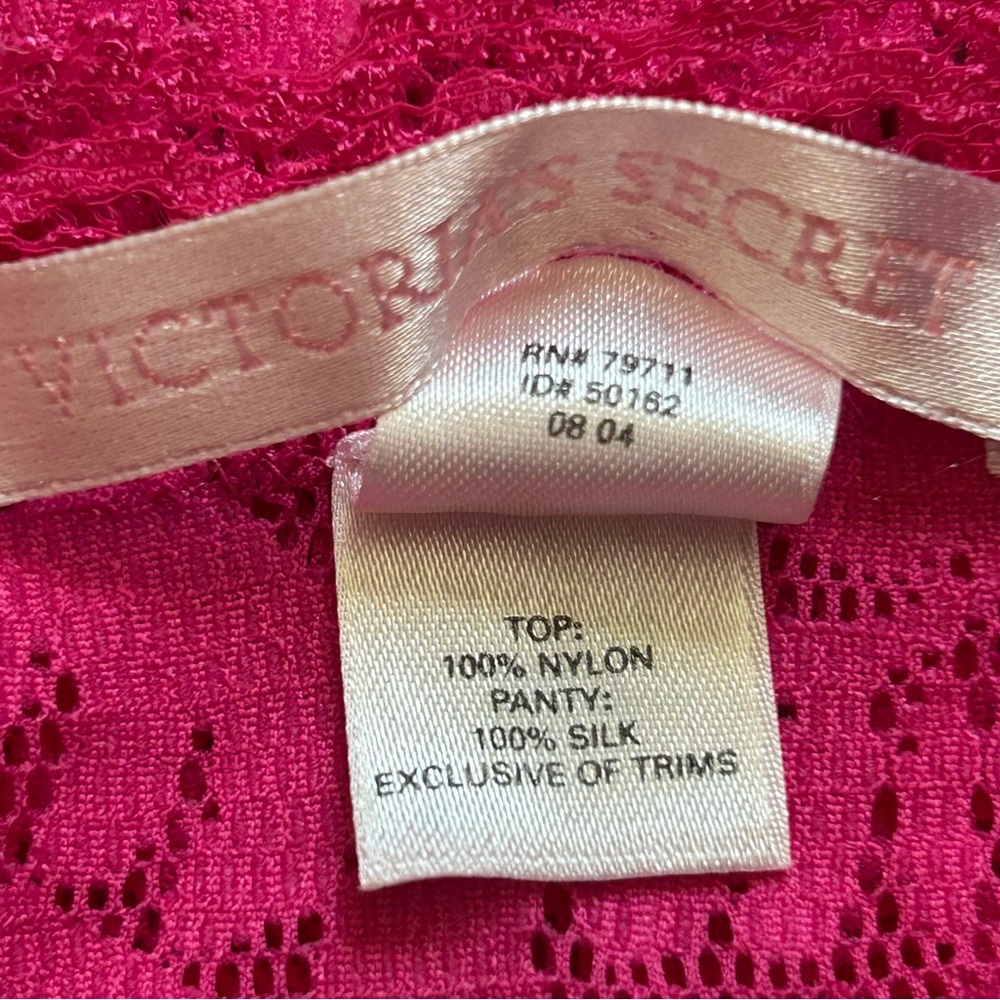 VICTORIA'S SECRET
RN# 79711
ID# 50162
08 04
TOP:
100% NYLON
PANTY:
100% SILK
EXCLUSIVE OF TRIMS